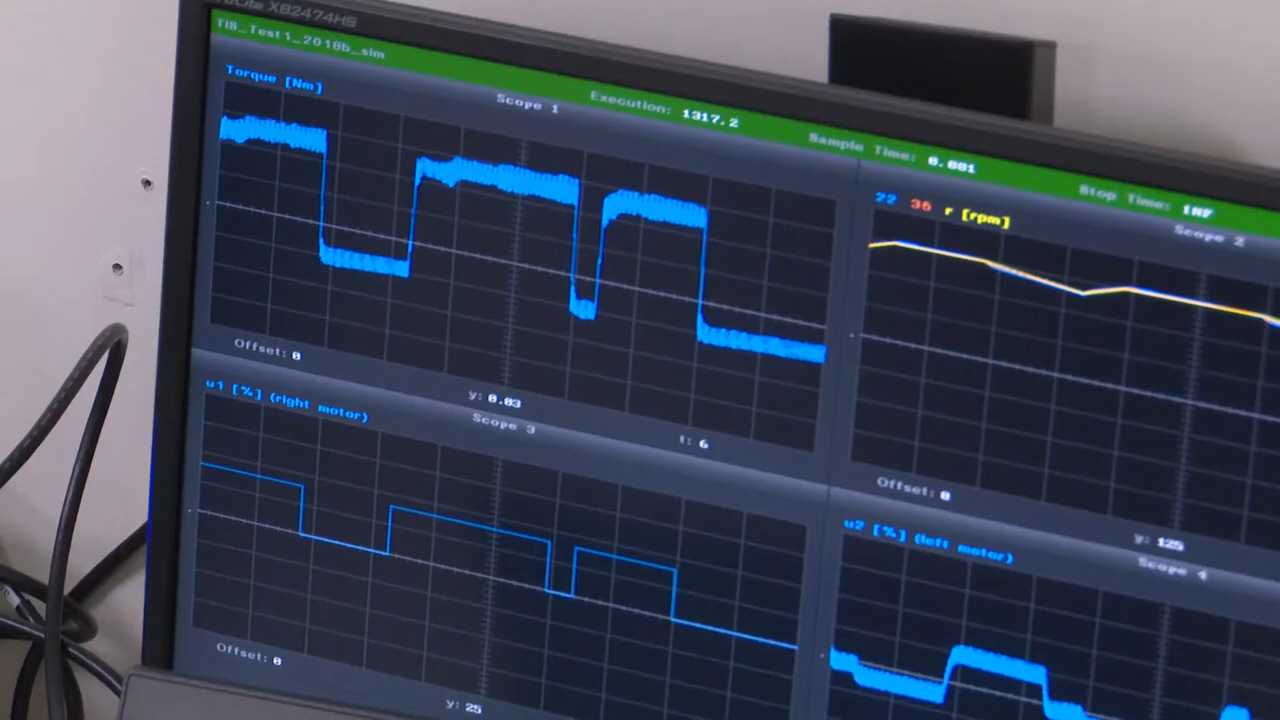 XB2474HS
TIS_Test1_2018b_sim
Execution: 1317.2
Sample Time: 0.001
Stop Time: INF
Torque [Nm]
Scope 1
22 36 r [rpm]
Scope 2
Offset: 0
y: 0.03
t: 6
Offset: 0
y: 125
u1 [%] (right motor)
Scope 3
u2 [%] (left motor)
Scope 4
Offset: 0
y: 25